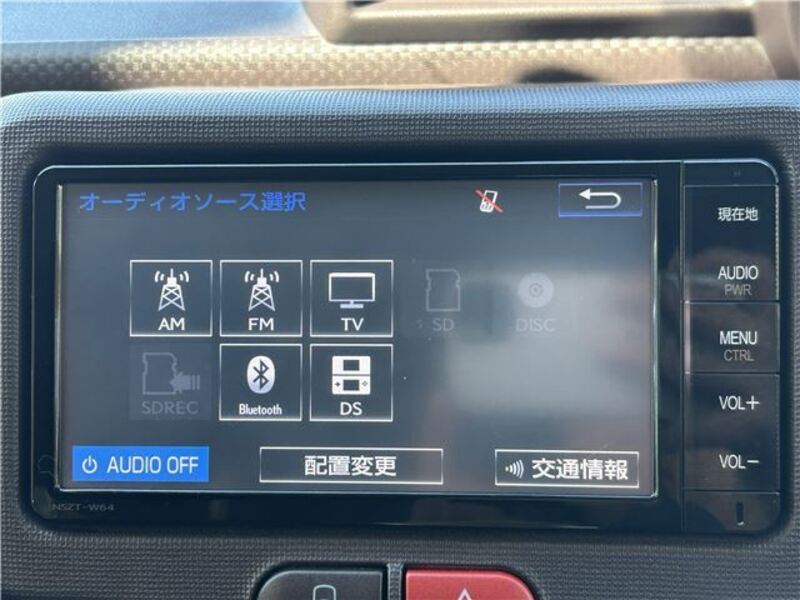 オーディオソース選択
現在地
AM
FM
TV
SD
DISC
AUDIO
PWR
SDREC
Bluetooth
DS
MENU
CTRL
VOL+
AUDIO OFF
配置変更
交通情報
VOL-
NSZT-W64